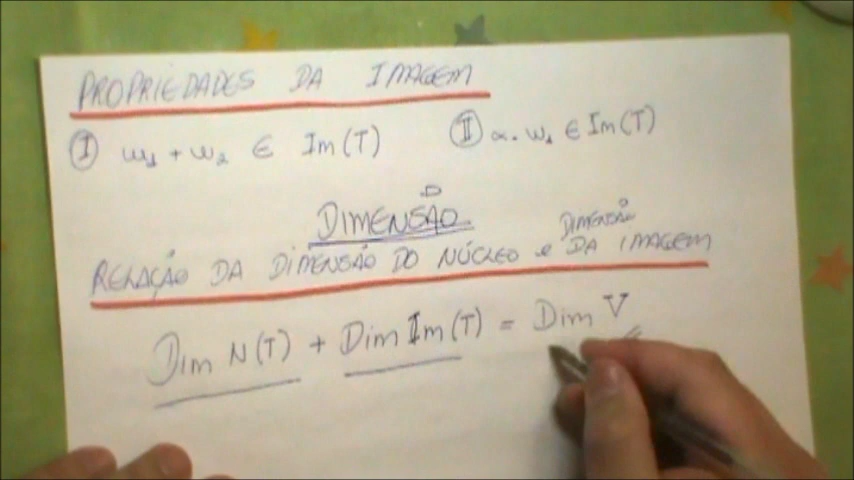 PROPRIEDADES DA IMAGEM
I w1 + w2 ∈ Im(T) II α. w1 ∈ Im(T)
DIMENSÃO
RELAÇÃO DA DIMENSÃO DO NÚCLEO e DIMENSÃO DA IMAGEM
Dim N(T) + Dim Im(T) = Dim V